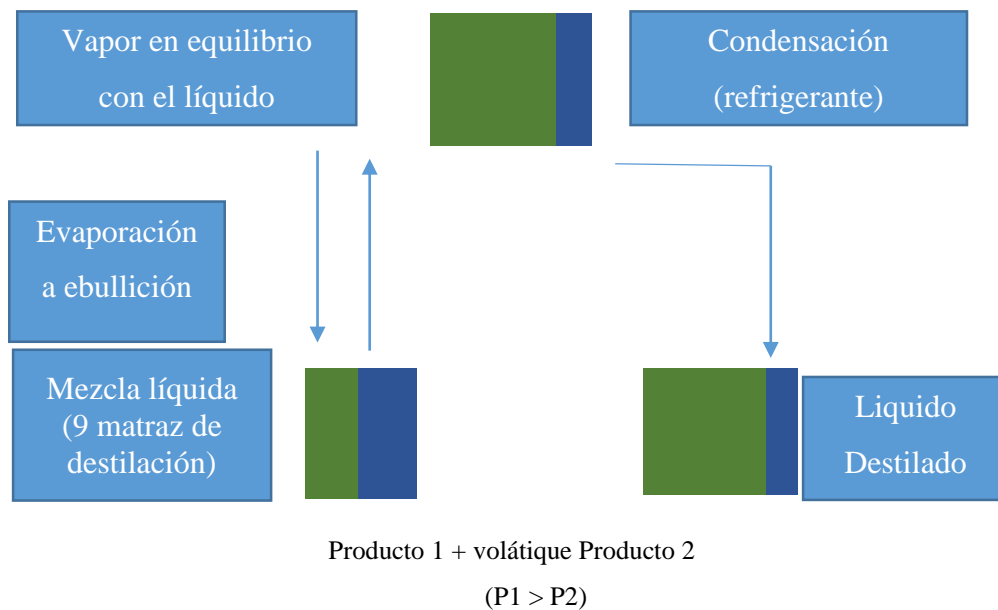 Vapor en equilibrio
con el líquido
Condensación
(refrigerante)
Evaporación
a ebullición
Mezcla líquida
(9 matraz de
destilación)
Liquido
Destilado
Producto 1 + volátique Producto 2
(P1 > P2)